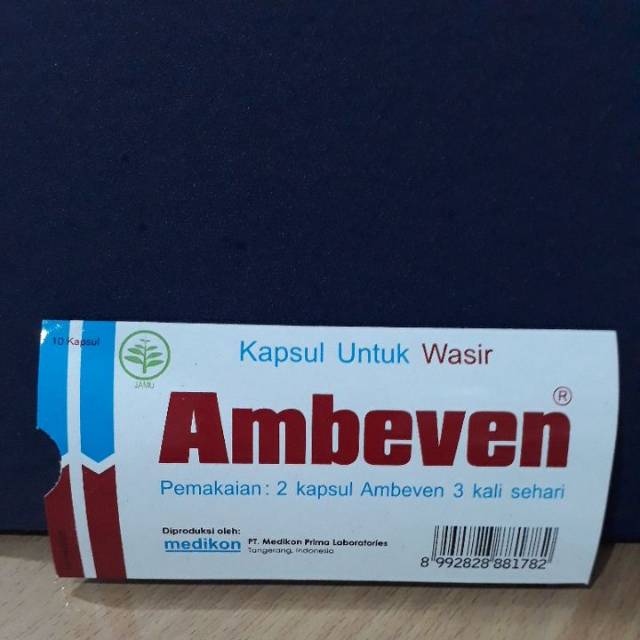 10 Kapsul
JAMU
Kapsul Untuk Wasir
Ambeven®
Pemakaian : 2 kapsul Ambeven 3 kali sehari
Diproduksi oleh:
medikon PT. Medikon Prima Laboratories
Tangerang, Indonesia
8 992828 881782